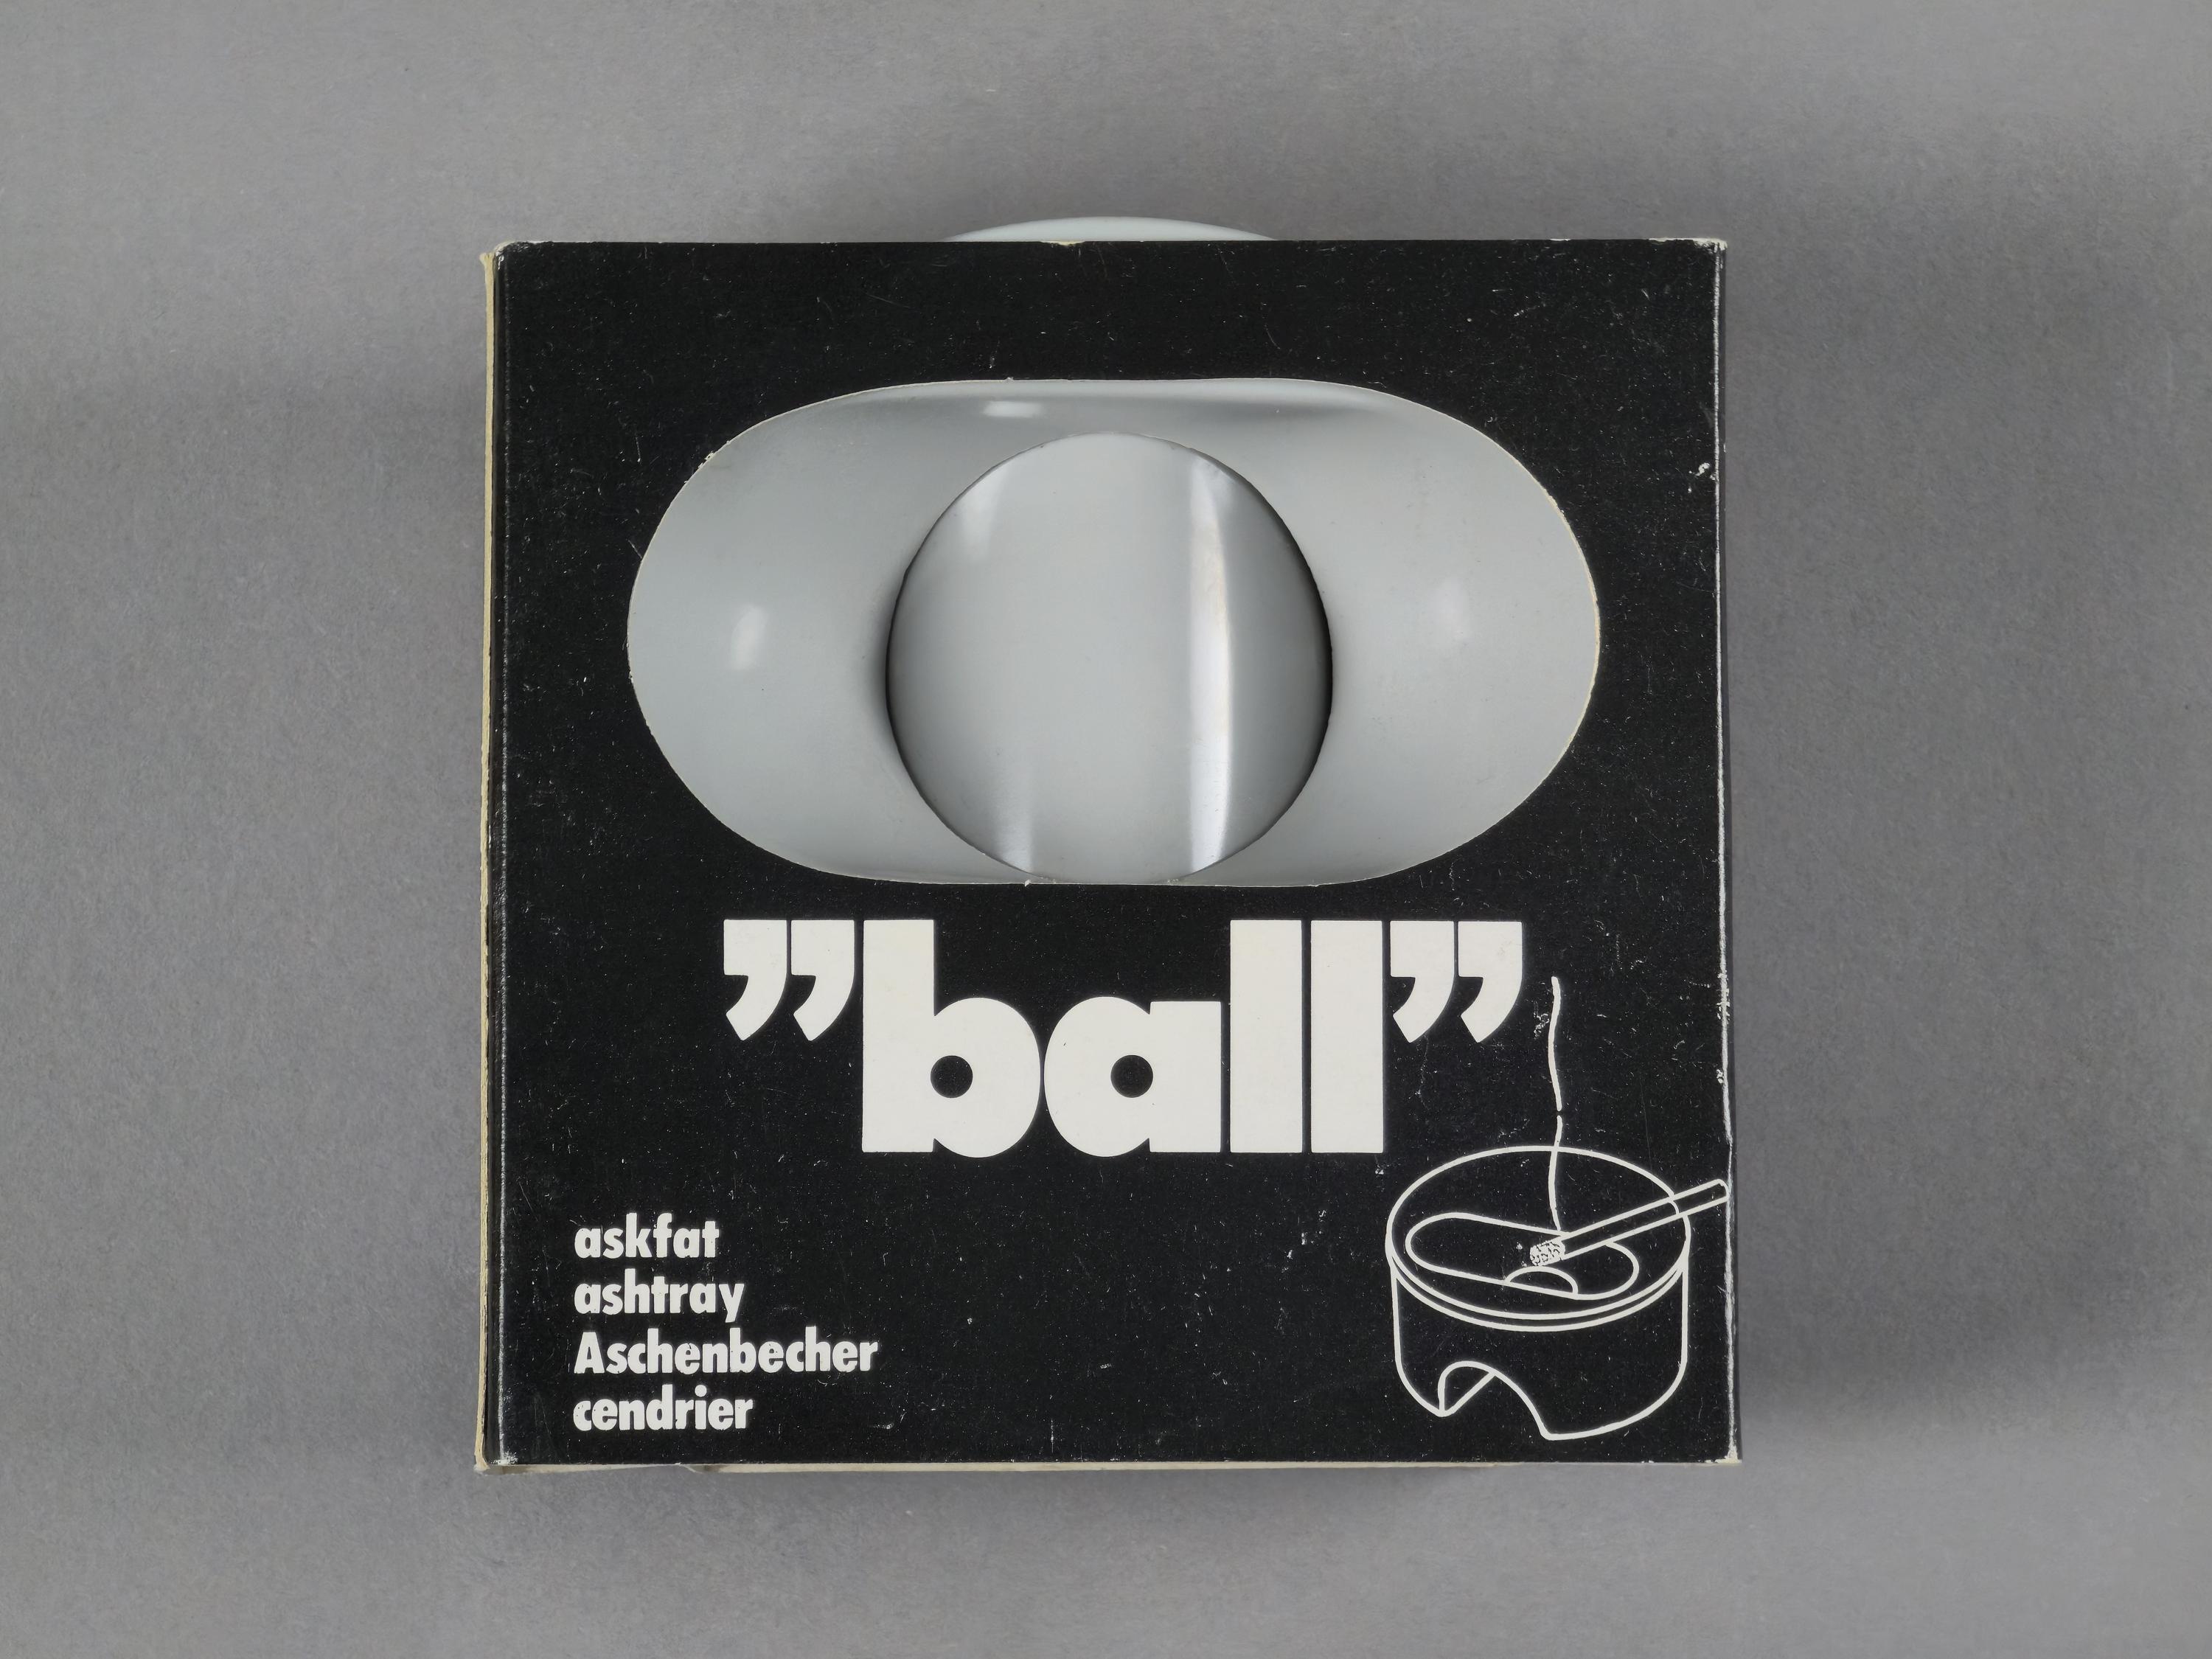 ”ball”
askfat
ashtray
Aschenbecher
cendrier